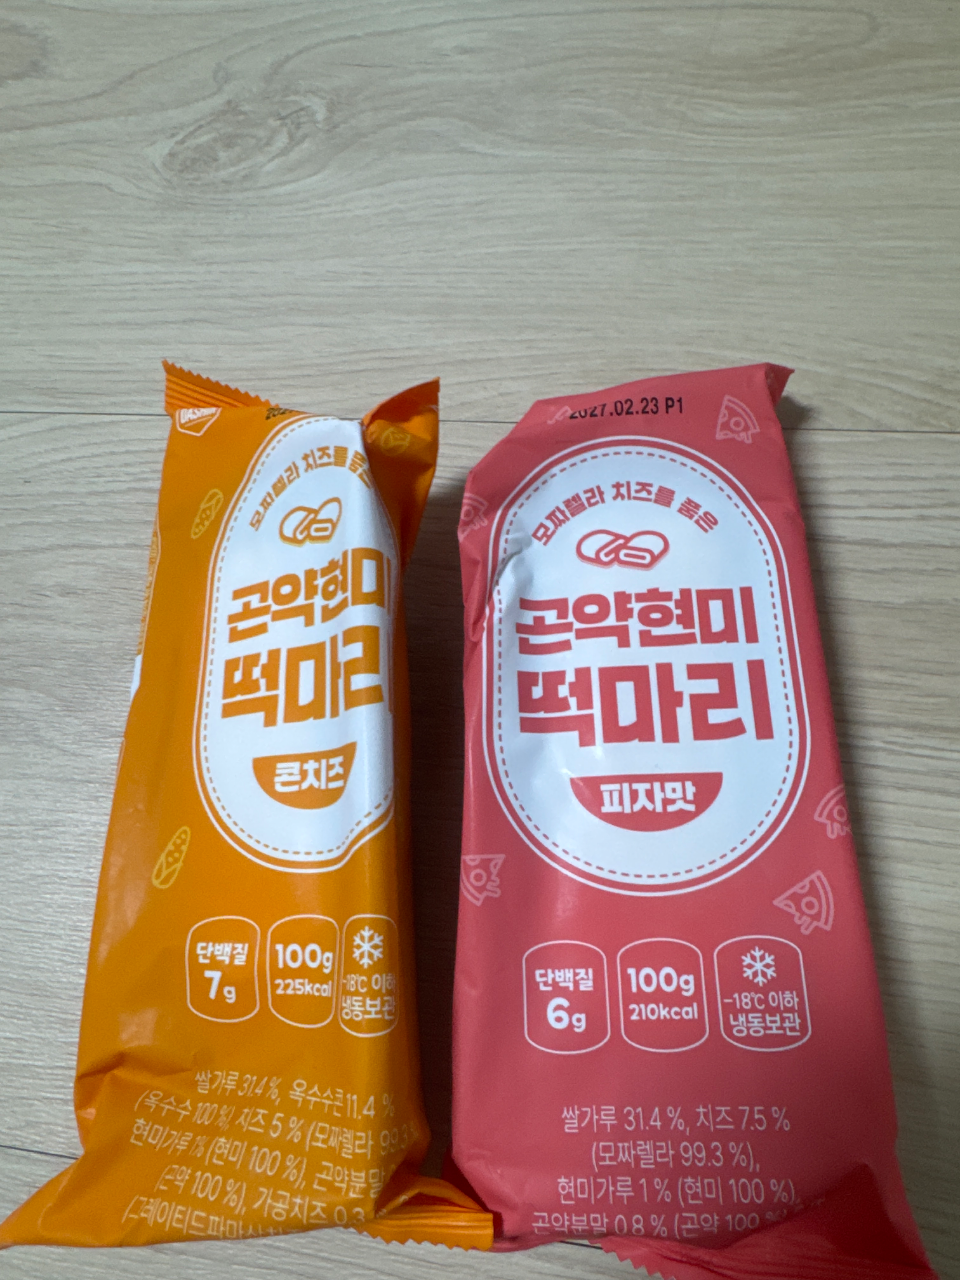 DASHIN
모짜렐라 치즈를 품은
곤약현미
떡마리
콘치즈
단백질
7g
100g
225kcal
-18℃ 이하
냉동보관
쌀가루 31.4 %, 옥수수콘 11.4 %
(옥수수 100 %), 치즈 5 % (모짜렐라 99.3
현미가루 1% (현미 100 %), 곤약분말
(곤약 100 %), 가공치즈 0.3
2027.02.23 P1
모짜렐라 치즈를 품은
곤약현미
떡마리
피자맛
단백질
6g
100g
210kcal
-18℃ 이하
냉동보관
쌀가루 31.4 %, 치즈 7.5 %
(모짜렐라 99.3 %),
현미가루 1 % (현미 100 %),
곤약분말 0.8 % (곤약 100 %)